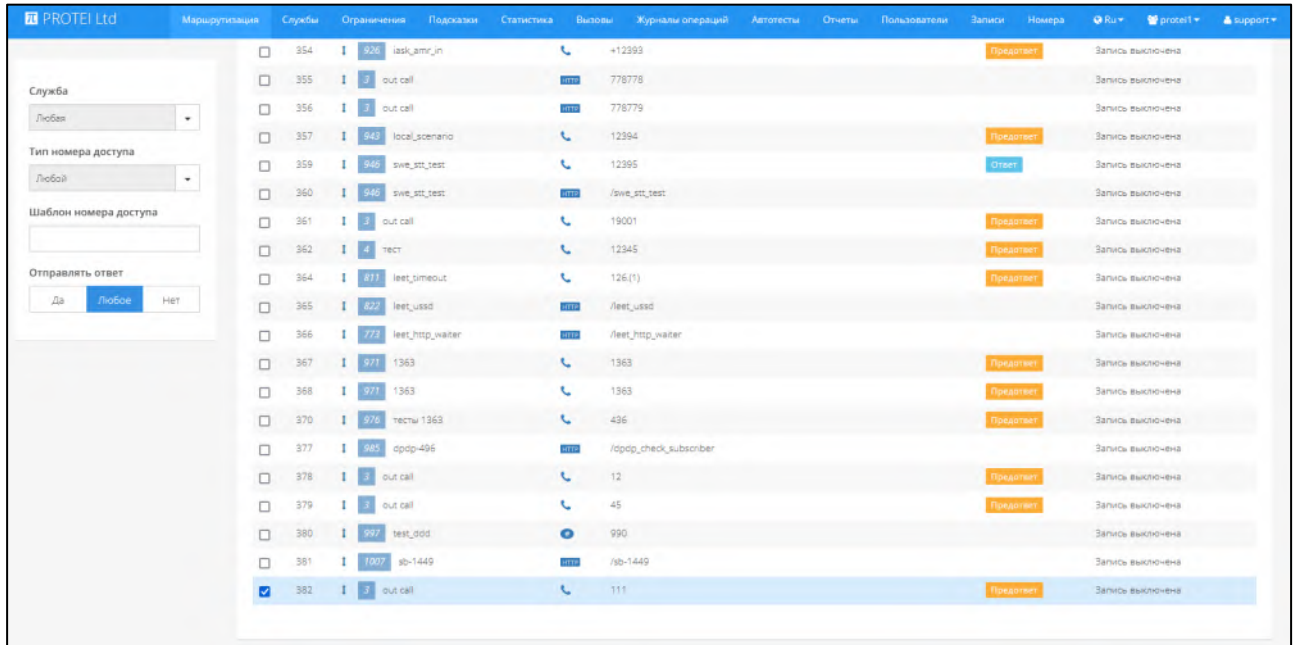 PROTEI Ltd Маршрутизация Службы Ограничения Подсказки Статистика Вызовы Журналы операций Автотесты Отчеты Пользователи Записи Номера Ru protei1 support
354 926 iask_amr_in +12393 Предответ Запись выключена
355 3 out call HTTP 778778 Запись выключена
Служба
356 3 out call HTTP 778779 Запись выключена
Любая
357 943 local_scenario 12394 Предответ Запись выключена
Тип номера доступа
359 946 swe_stt_test 12395 Ответ Запись выключена
Любой
360 946 swe_stt_test HTTP /swe_stt_test Запись выключена
Шаблон номера доступа
361 3 out call 19001 Предответ Запись выключена
362 4 тест 12345 Предответ Запись выключена
Отправлять ответ
364 811 leet_timeout 126.(1) Предответ Запись выключена
Да Любое Нет
365 822 leet_ussd HTTP /leet_ussd Запись выключена
366 773 leet_http_waiter HTTP /leet_http_waiter Запись выключена
367 971 1363 1363 Предответ Запись выключена
368 971 1363 1363 Предответ Запись выключена
370 976 тесты 1363 436 Предответ Запись выключена
377 985 dpdp-496 HTTP /dpdp_check_subscriber Запись выключена
378 3 out call 12 Предответ Запись выключена
379 3 out call 45 Предответ Запись выключена
380 997 test_ddd 990 Запись выключена
381 1007 sb-1449 HTTP /sb-1449 Запись выключена
382 3 out call 111 Предответ Запись выключена